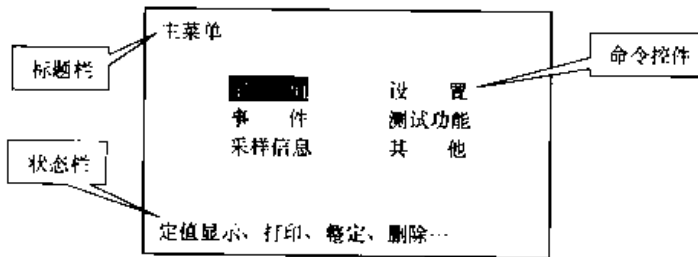 主菜单
标题栏
命令控件
设 置
事 件 测试功能
采样信息 其 他
状态栏
定值显示、打印、整定、删除…